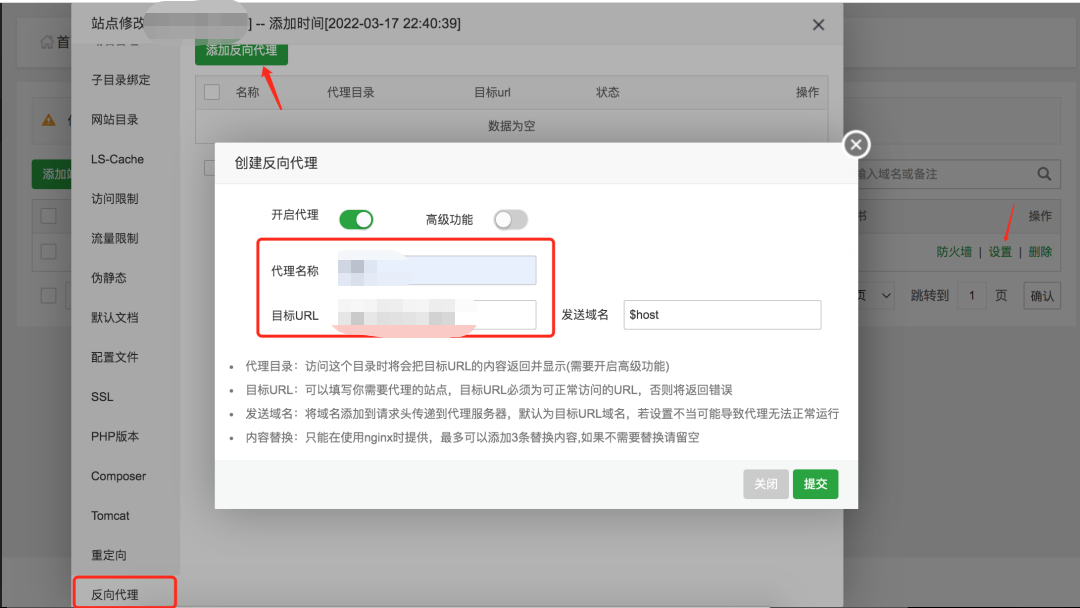 站点修改
] -- 添加时间[2022-03-17 22:40:39]
首
添加反向代理
子目录绑定
名称
代理目录
目标url
状态
操作
网站目录
数据为空
LS-Cache
创建反向代理
添加
输入域名或备注
访问限制
开启代理
高级功能
书
操作
流量限制
防火墙 | 设置 | 删除
代理名称
伪静态
页
跳转到
1
页
确认
目标URL
发送域名
$host
默认文档
配置文件
代理目录：访问这个目录时将会把目标URL的内容返回并显示(需要开启高级功能)
目标URL：可以填写你需要代理的站点，目标URL必须为可正常访问的URL，否则将返回错误
SSL
发送域名：将域名添加到请求头传递到代理服务器，默认为目标URL域名，若设置不当可能导致代理无法正常运行
PHP版本
内容替换：只能在使用nginx时提供，最多可以添加3条替换内容,如果不需要替换请留空
Composer
关闭
提交
Tomcat
重定向
反向代理